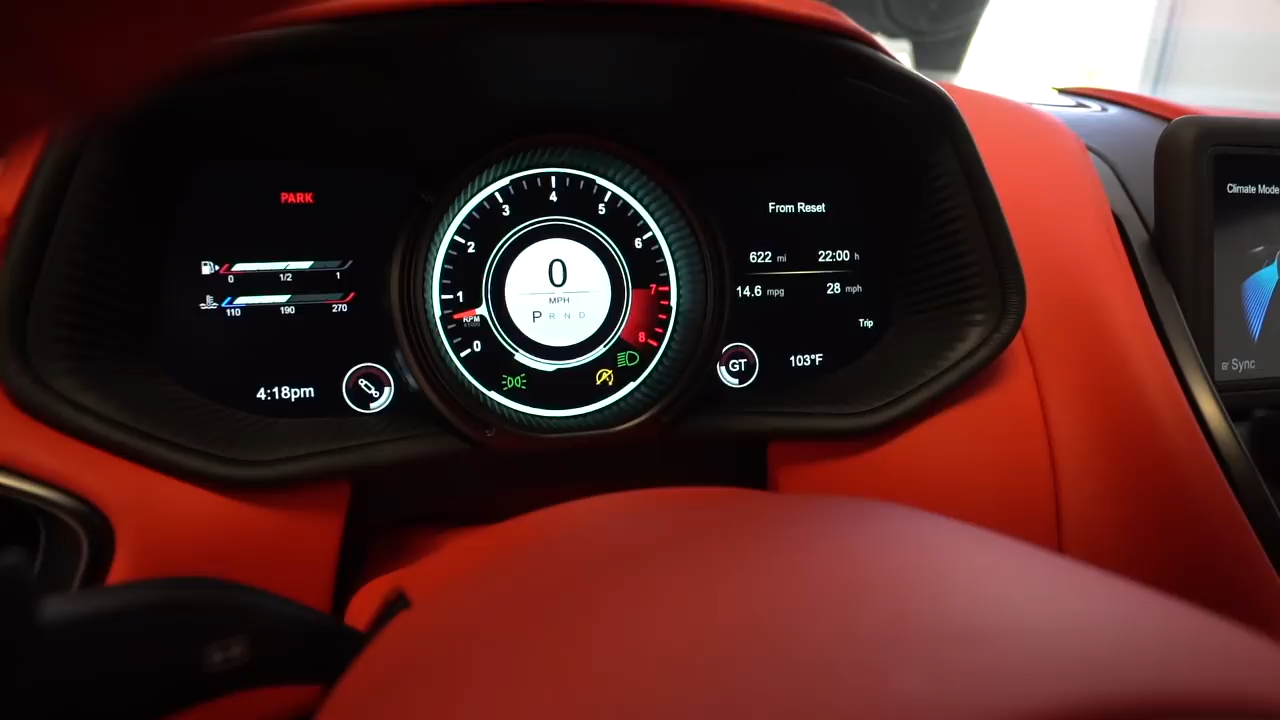 PARK
0 1/2 1
110 190 270
4:18pm
0 1 2 3 4 5 6 7 8
RPM
x1000
0
MPH
P R N D
From Reset
622 mi 22:00 h
14.6 mpg 28 mph
Trip
GT
103°F
Climate Mode
Sync